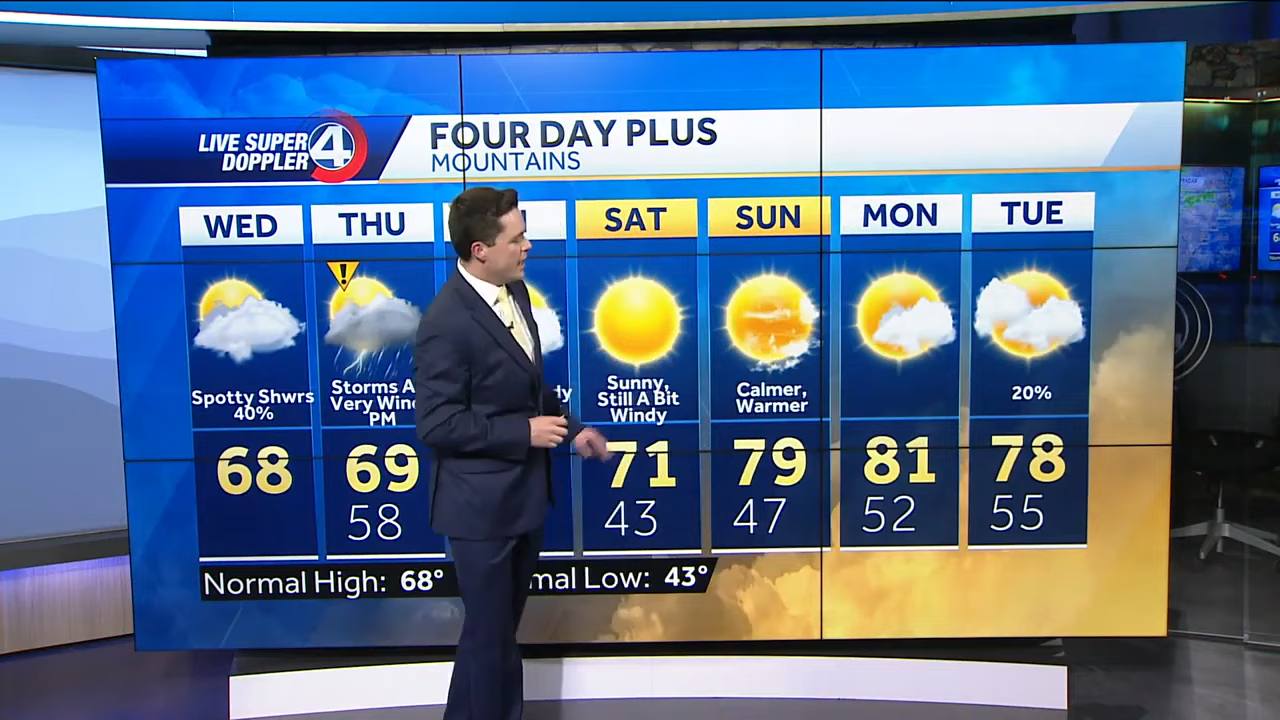 LIVE SUPER
DOPPLER
4
FOUR DAY PLUS
MOUNTAINS
WED
THU
SAT
SUN
MON
TUE
!
Spotty Shwrs
40%
Storms A
Very Wind
PM
dy
Sunny,
Still A Bit
Windy
Calmer,
Warmer
20%
68
69
71
79
81
78
58
43
47
52
55
Normal High: 68°
mal Low: 43°